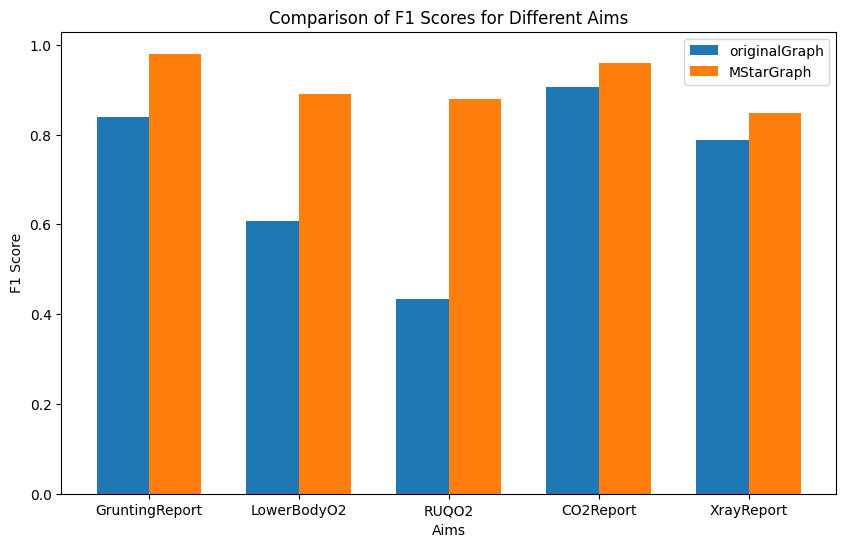 Comparison of F1 Scores for Different Aims
originalGraph
MStarGraph
F1 Score
1.0
0.8
0.6
0.4
0.2
0.0
GruntingReport
LowerBodyO2
RUQO2
CO2Report
XrayReport
Aims